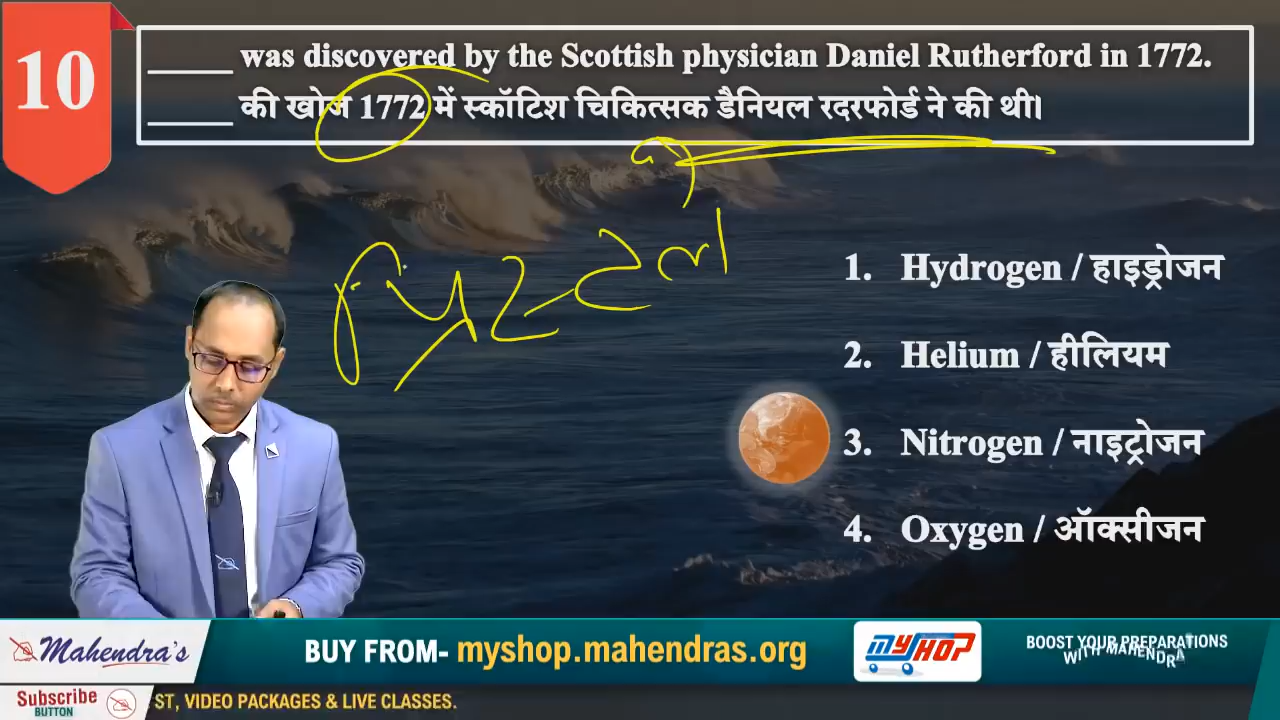 10
_____ was discovered by the Scottish physician Daniel Rutherford in 1772.
_____ की खोज 1772 में स्कॉटिश चिकित्सक डैनियल रदरफोर्ड ने की थी।
1. Hydrogen / हाइड्रोजन
2. Helium / हीलियम
3. Nitrogen / नाइट्रोजन
4. Oxygen / ऑक्सीजन
Mahendra's
BUY FROM- myshop.mahendras.org
MY SHOP
BOOST YOUR PREPARATIONS
WITH MAHENDRA
Subscribe
BUTTON
ST, VIDEO PACKAGES & LIVE CLASSES.